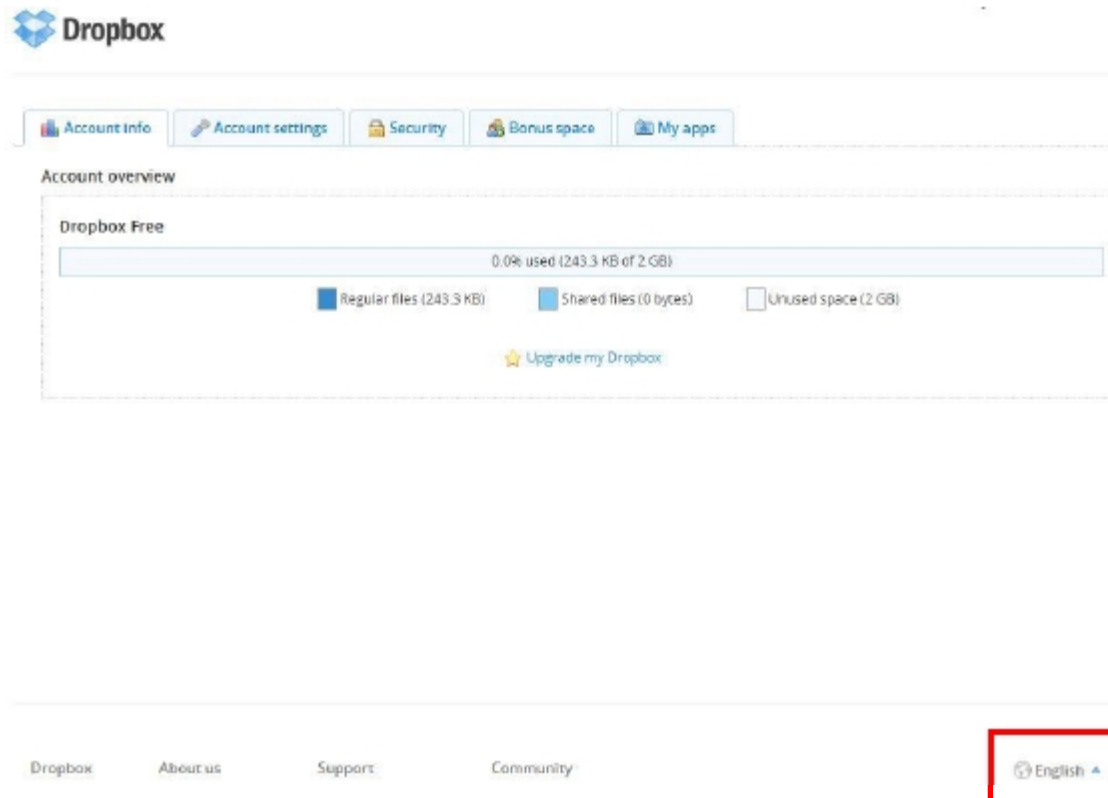 Dropbox
Account info Account settings Security Bonus space My apps
Account overview
Dropbox Free
0.0% used (243.3 KB of 2 GB)
Regular files (243.3 KB) Shared files (0 bytes) Unused space (2 GB)
Upgrade my Dropbox
Dropbox About us Support Community English